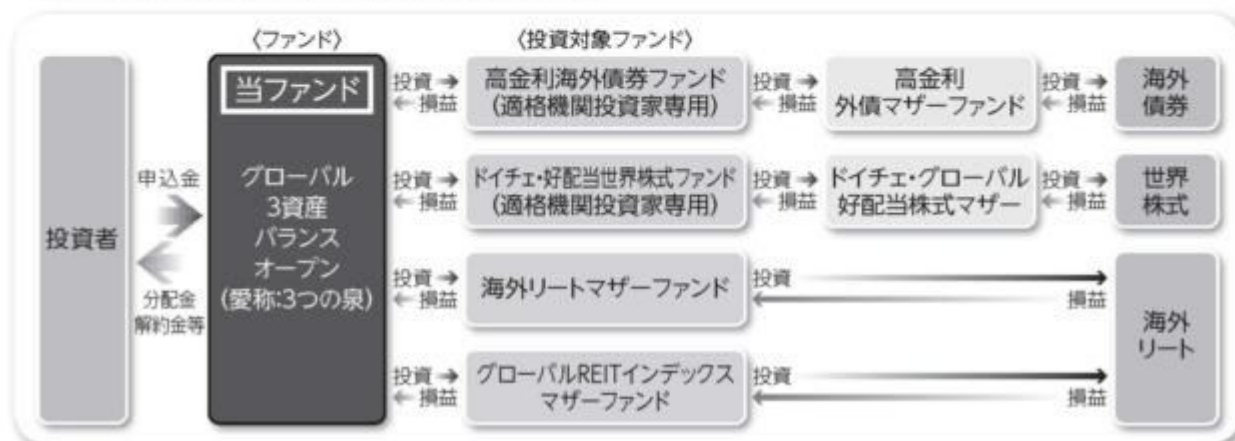 〈ファンド〉
〈投資対象ファンド〉
投資者
申込金
分配金
解約金等
当ファンド
グローバル
3資産
バランス
オープン
(愛称:3つの泉)
投資→
←損益
高金利海外債券ファンド
(適格機関投資家専用)
投資→
←損益
高金利
外債マザーファンド
投資→
←損益
海外
債券
投資→
←損益
ドイチェ・好配当世界株式ファンド
(適格機関投資家専用)
投資→
←損益
ドイチェ・グローバル
好配当株式マザー
投資→
←損益
世界
株式
投資→
←損益
海外リートマザーファンド
投資
損益
投資→
←損益
グローバルREITインデックス
マザーファンド
投資
損益
海外
リート